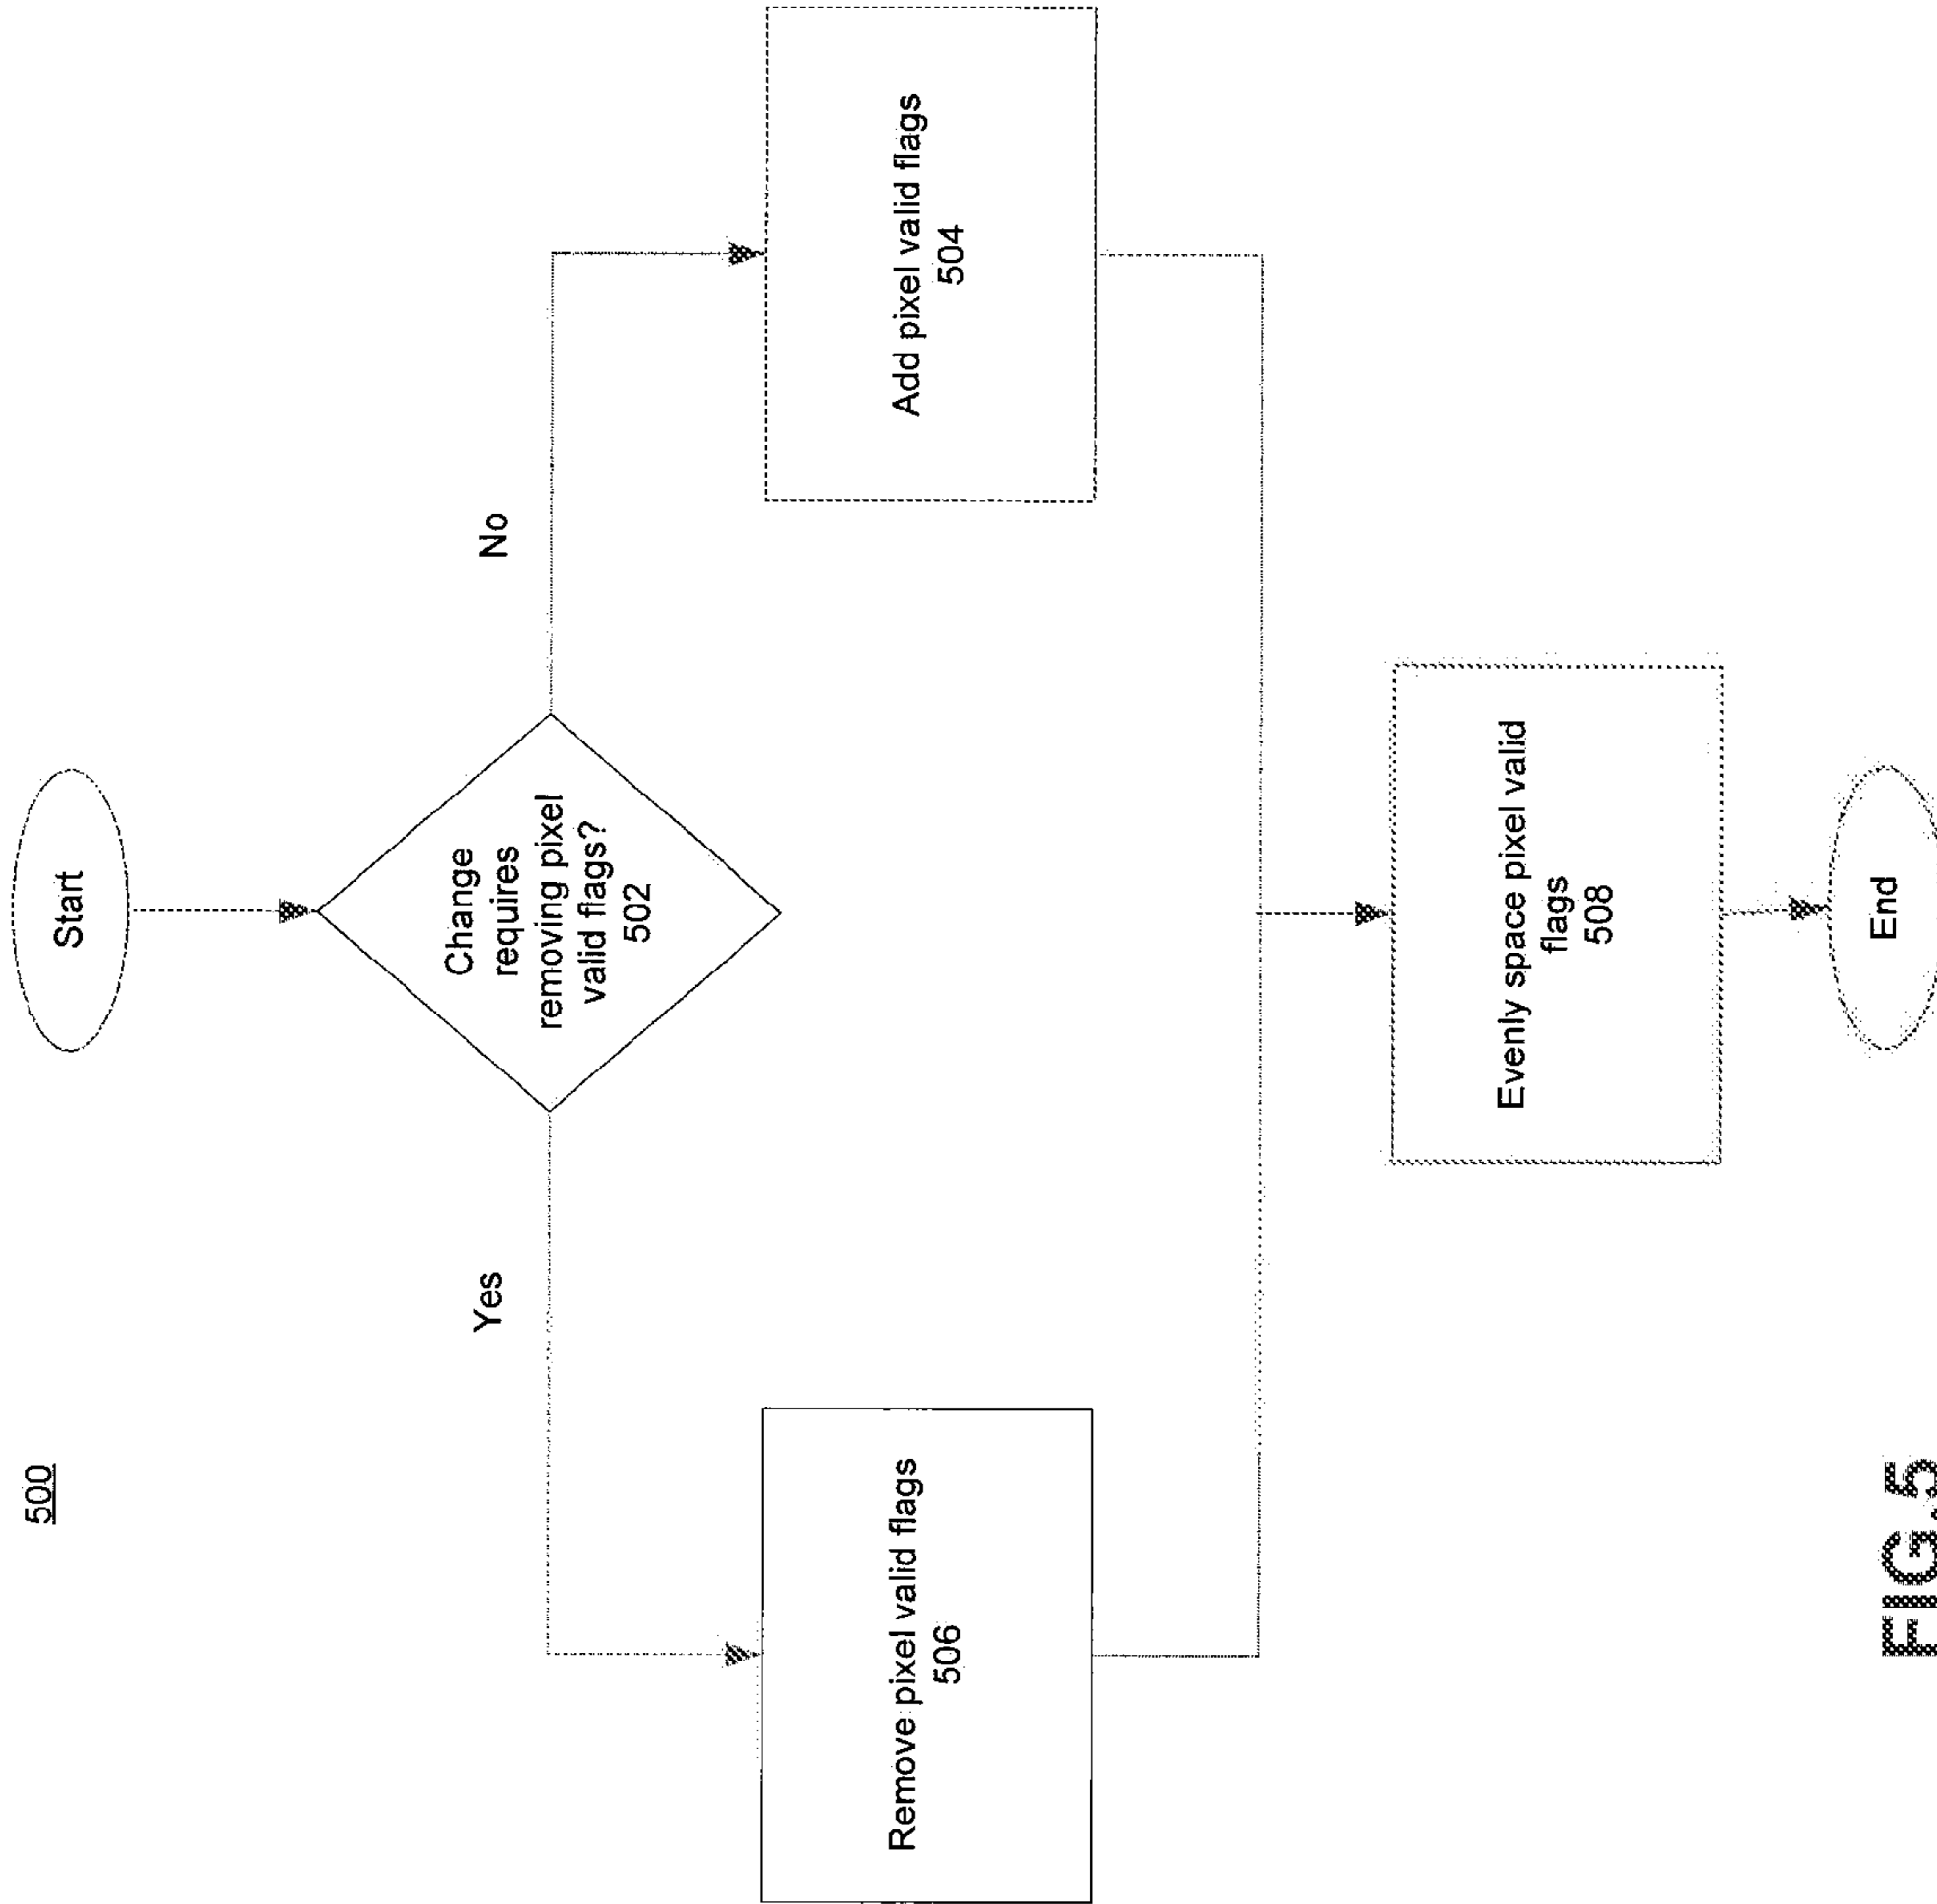 500
Start
Change
requires
removing pixel
valid flags?
502
Yes
No
Remove pixel valid flags
506
Add pixel valid flags
504
Evenly space pixel valid
flags
508
End
FIG.5